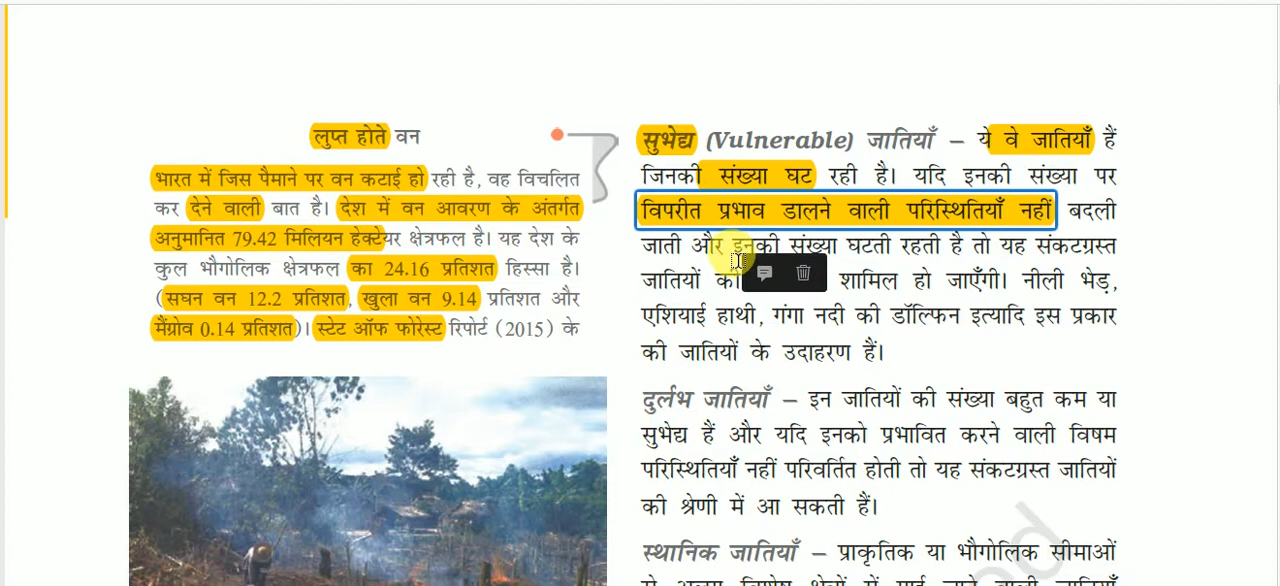 लुप्त होते वन
भारत में जिस पैमाने पर वन कटाई हो रही है, वह विचलित
कर देने वाली बात है। देश में वन आवरण के अंतर्गत
अनुमानित 79.42 मिलियन हेक्टेयर क्षेत्रफल है। यह देश के
कुल भौगोलिक क्षेत्रफल का 24.16 प्रतिशत हिस्सा है।
(सघन वन 12.2 प्रतिशत, खुला वन 9.14 प्रतिशत और
मैंग्रोव 0.14 प्रतिशत)। स्टेट ऑफ फोरेस्ट रिपोर्ट (2015) के
सुभेद्य (Vulnerable) जातियाँ – ये वे जातियाँ हैं
जिनकी संख्या घट रही है। यदि इनकी संख्या पर
विपरीत प्रभाव डालने वाली परिस्थितियाँ नहीं बदली
जाती और इनकी संख्या घटती रहती है तो यह संकटग्रस्त
जातियों की शामिल हो जाएँगी। नीली भेड़,
एशियाई हाथी, गंगा नदी की डॉल्फिन इत्यादि इस प्रकार
की जातियों के उदाहरण हैं।
दुर्लभ जातियाँ – इन जातियों की संख्या बहुत कम या
सुभेद्य हैं और यदि इनको प्रभावित करने वाली विषम
परिस्थितियाँ नहीं परिवर्तित होती तो यह संकटग्रस्त जातियों
की श्रेणी में आ सकती हैं।
स्थानिक जातियाँ – प्राकृतिक या भौगोलिक सीमाओं